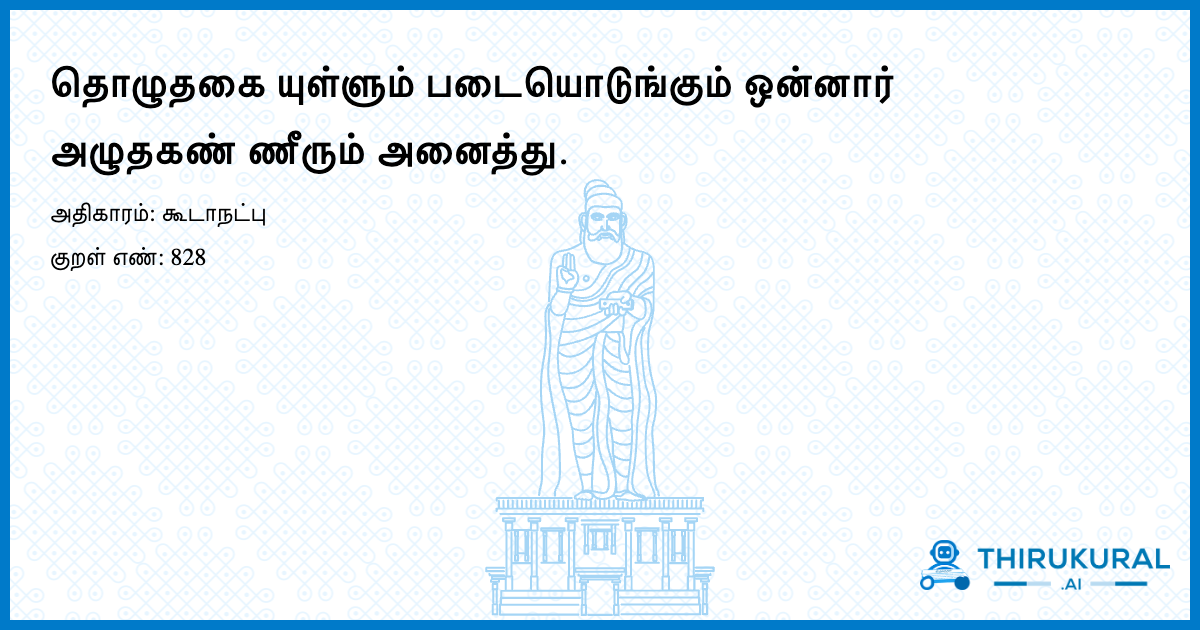 தொழுதகை யுள்ளும் படையொடுங்கும் ஒன்னார்
அழுதகண் ணீரும் அனைத்து.
அதிகாரம்: கூடாநட்பு
குறள் எண்: 828
THIRUKURAL
.AI